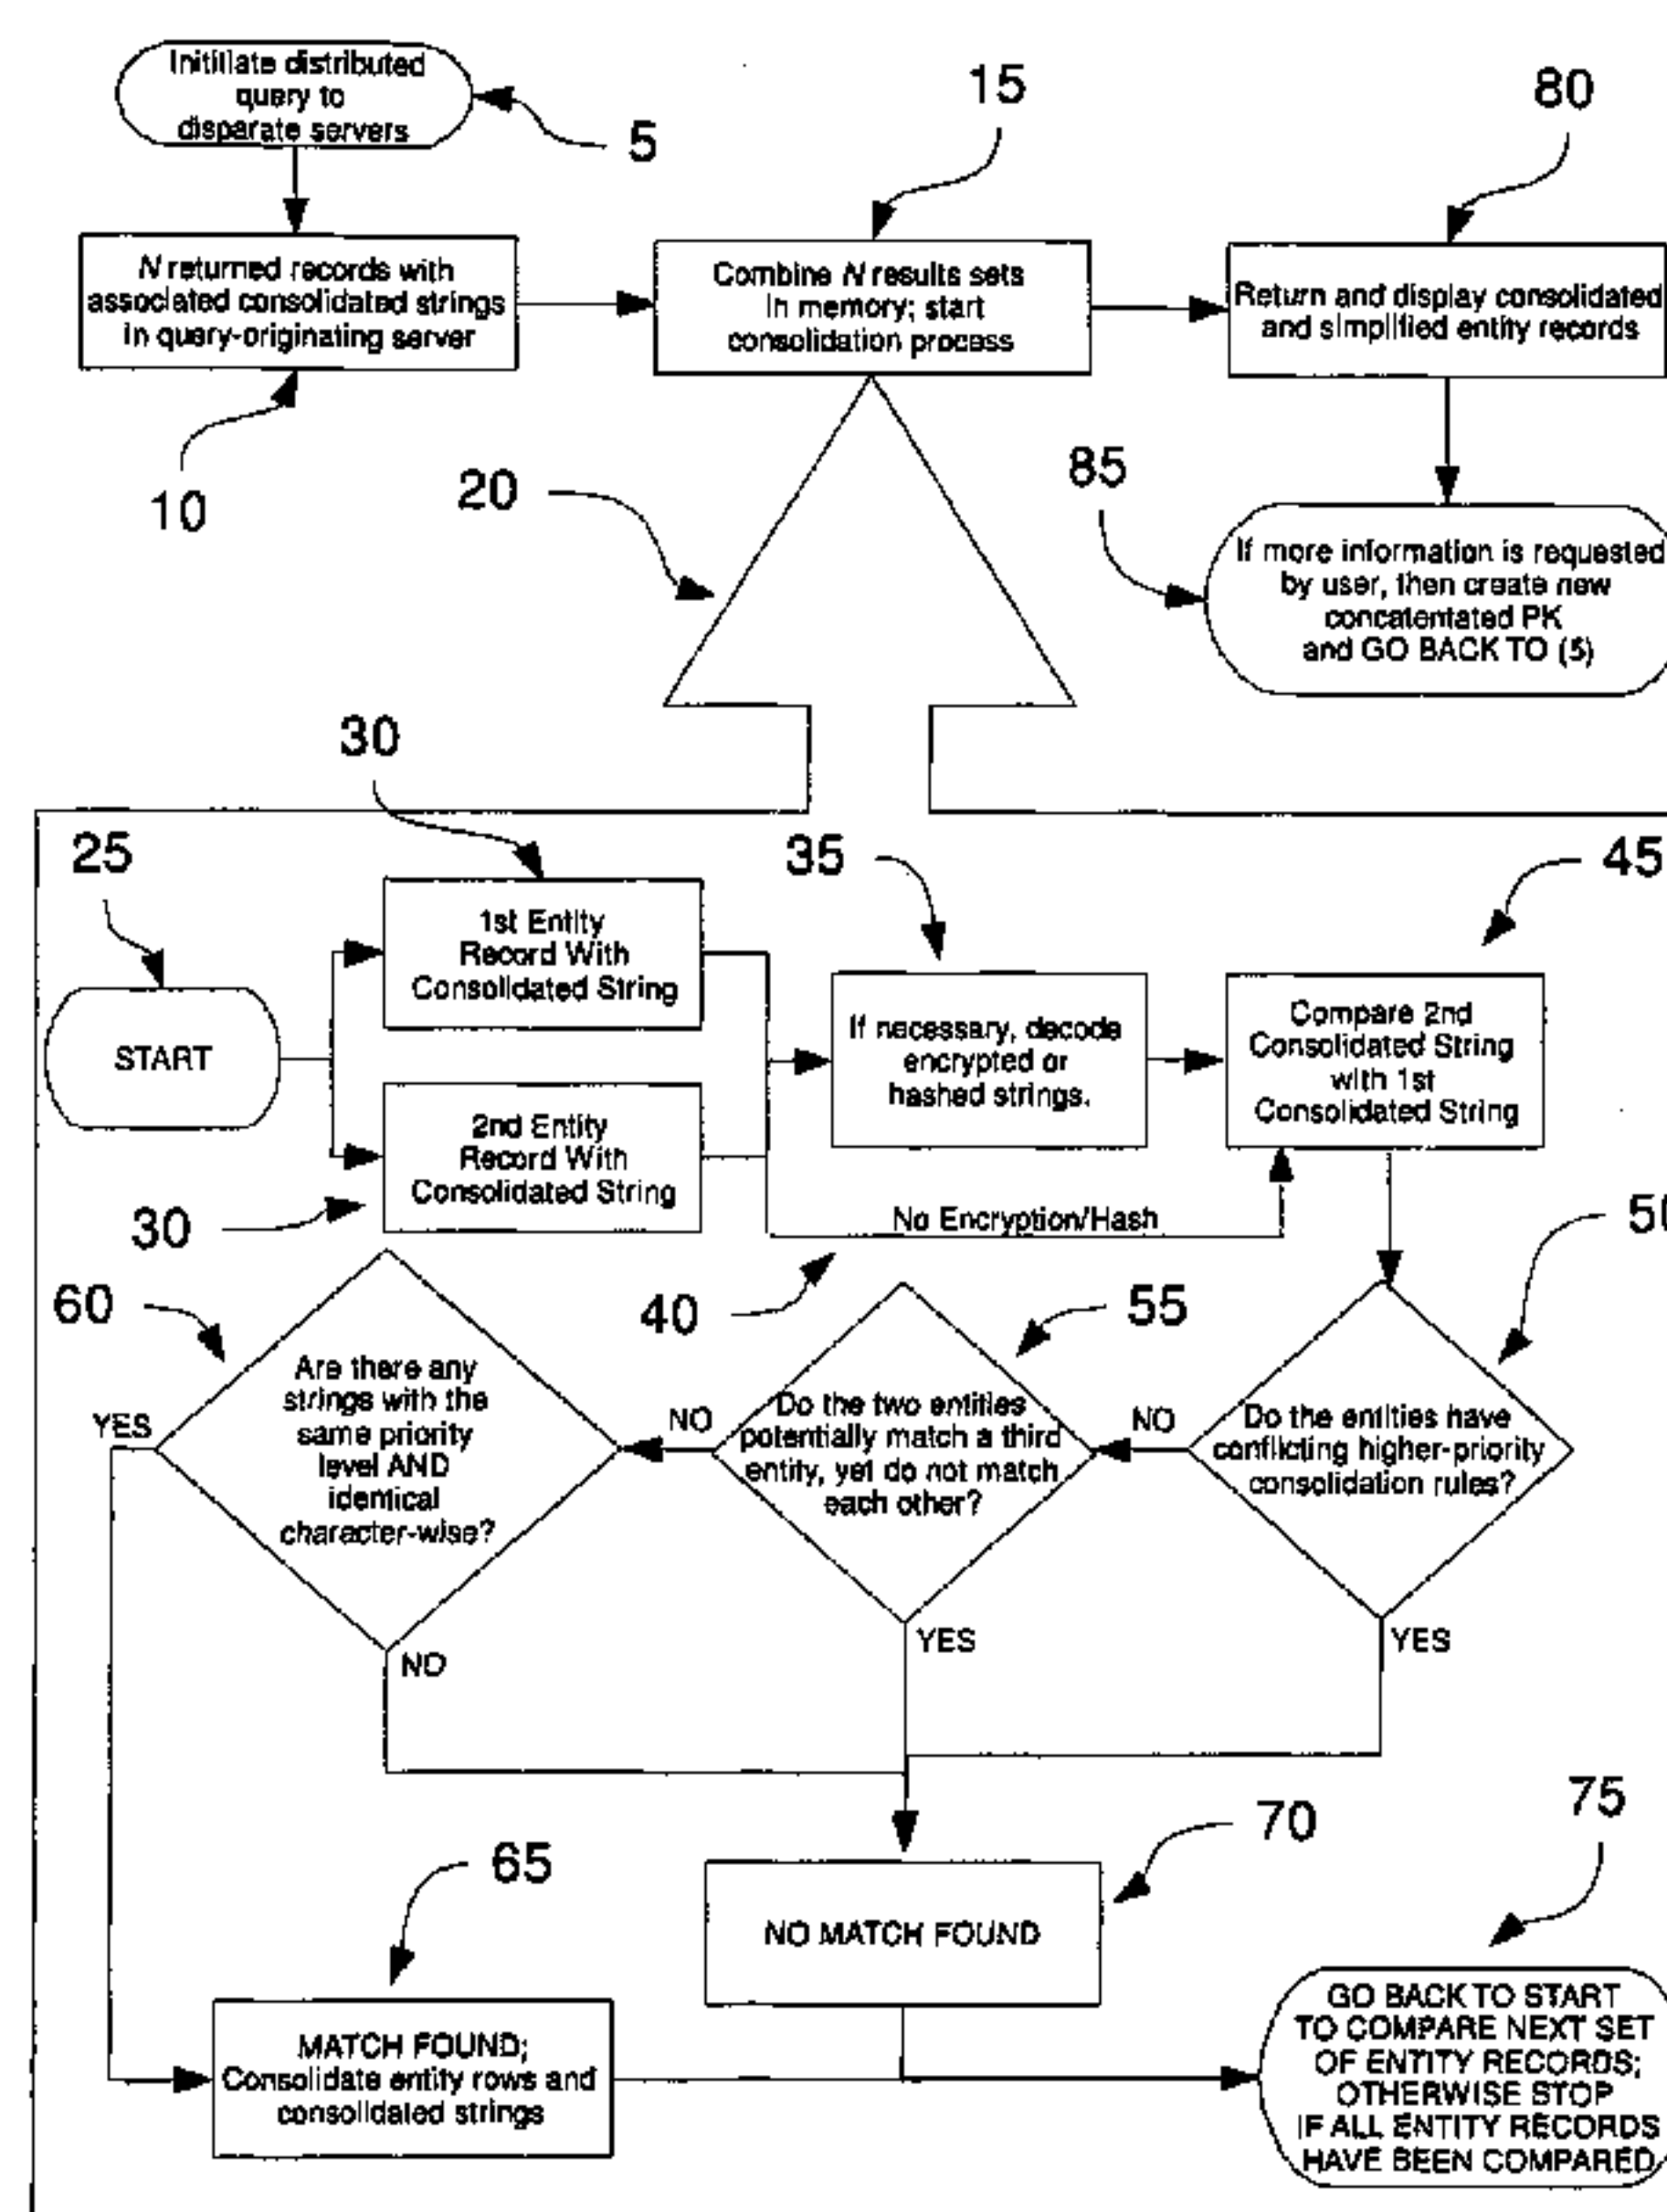 Initiliate distributed
query to
disparate servers
5
15
80
N returned records with
associated consolidated strings
in query-originating server
Combine N results sets
in memory; start
consolidation process
Return and display consolidated
and simplified entity records
10
20
85
If more information is requested
by user, then create new
concatentated PK
and GO BACK TO (5)
30
25
35
45
1st Entity
Record With
Consolidated String
START
If necessary, decode
encrypted or
hashed strings.
Compare 2nd
Consolidated String
with 1st
Consolidated String
2nd Entity
Record With
Consolidated String
30
No Encryption/Hash
40
50
60
55
Are there any
strings with the
same priority
level AND
identical
character-wise?
YES
NO
Do the two entities
potentially match a third
entity, yet do not match
each other?
NO
Do the entities have
conflicting higher-priority
consolidation rules?
NO
YES
YES
75
70
65
NO MATCH FOUND
MATCH FOUND;
Consolidate entity rows and
consolidated strings
GO BACK TO START
TO COMPARE NEXT SET
OF ENTITY RECORDS;
OTHERWISE STOP
IF ALL ENTITY RECORDS
HAVE BEEN COMPARED